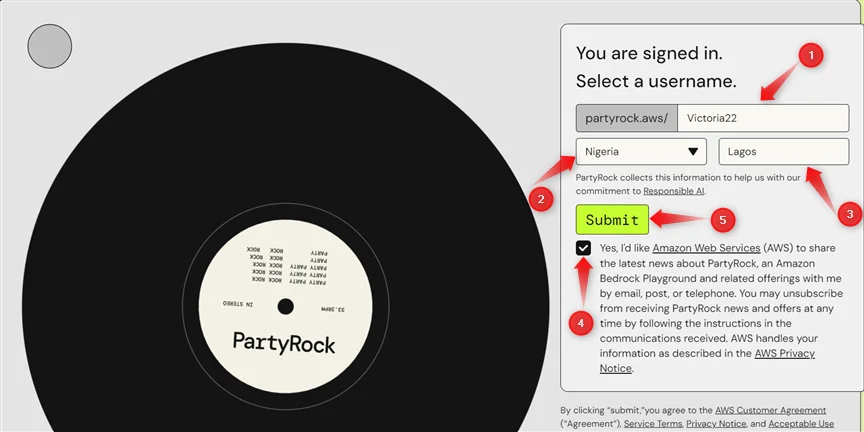 You are signed in.
Select a username.
1
partyrock.aws/ Victoria22
Nigeria Lagos
PartyRock collects this information to help us with our
commitment to Responsible AI.
2
3
Submit
5
Yes, I'd like Amazon Web Services (AWS) to share
the latest news about PartyRock, an Amazon
Bedrock Playground and related offerings with me
by email, post, or telephone. You may unsubscribe
from receiving PartyRock news and offers at any
time by following the instructions in the
communications received. AWS handles your
information as described in the AWS Privacy
Notice.
4
By clicking “submit,”you agree to the AWS Customer Agreement
(“Agreement”), Service Terms, Privacy Notice, and Acceptable Use
PARTY ROCK ROCK
PARTY ROCK ROCK
PARTY PARTY ROCK ROCK
PARTY PARTY ROCK ROCK
PARTY PARTY ROCK ROCK
IN STEREO
33.3RPM
PartyRock